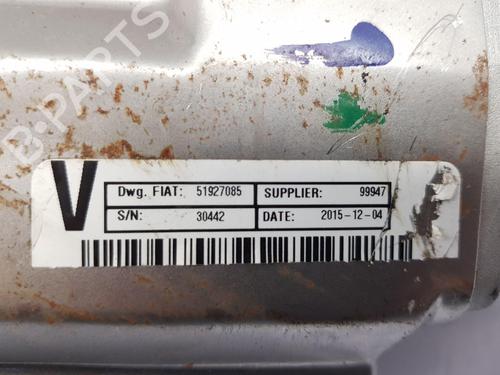 B-PARTS
V
Dwg. FIAT: 51927085 SUPPLIER: 99947
S/N: 30442 DATE: 2015-12-04